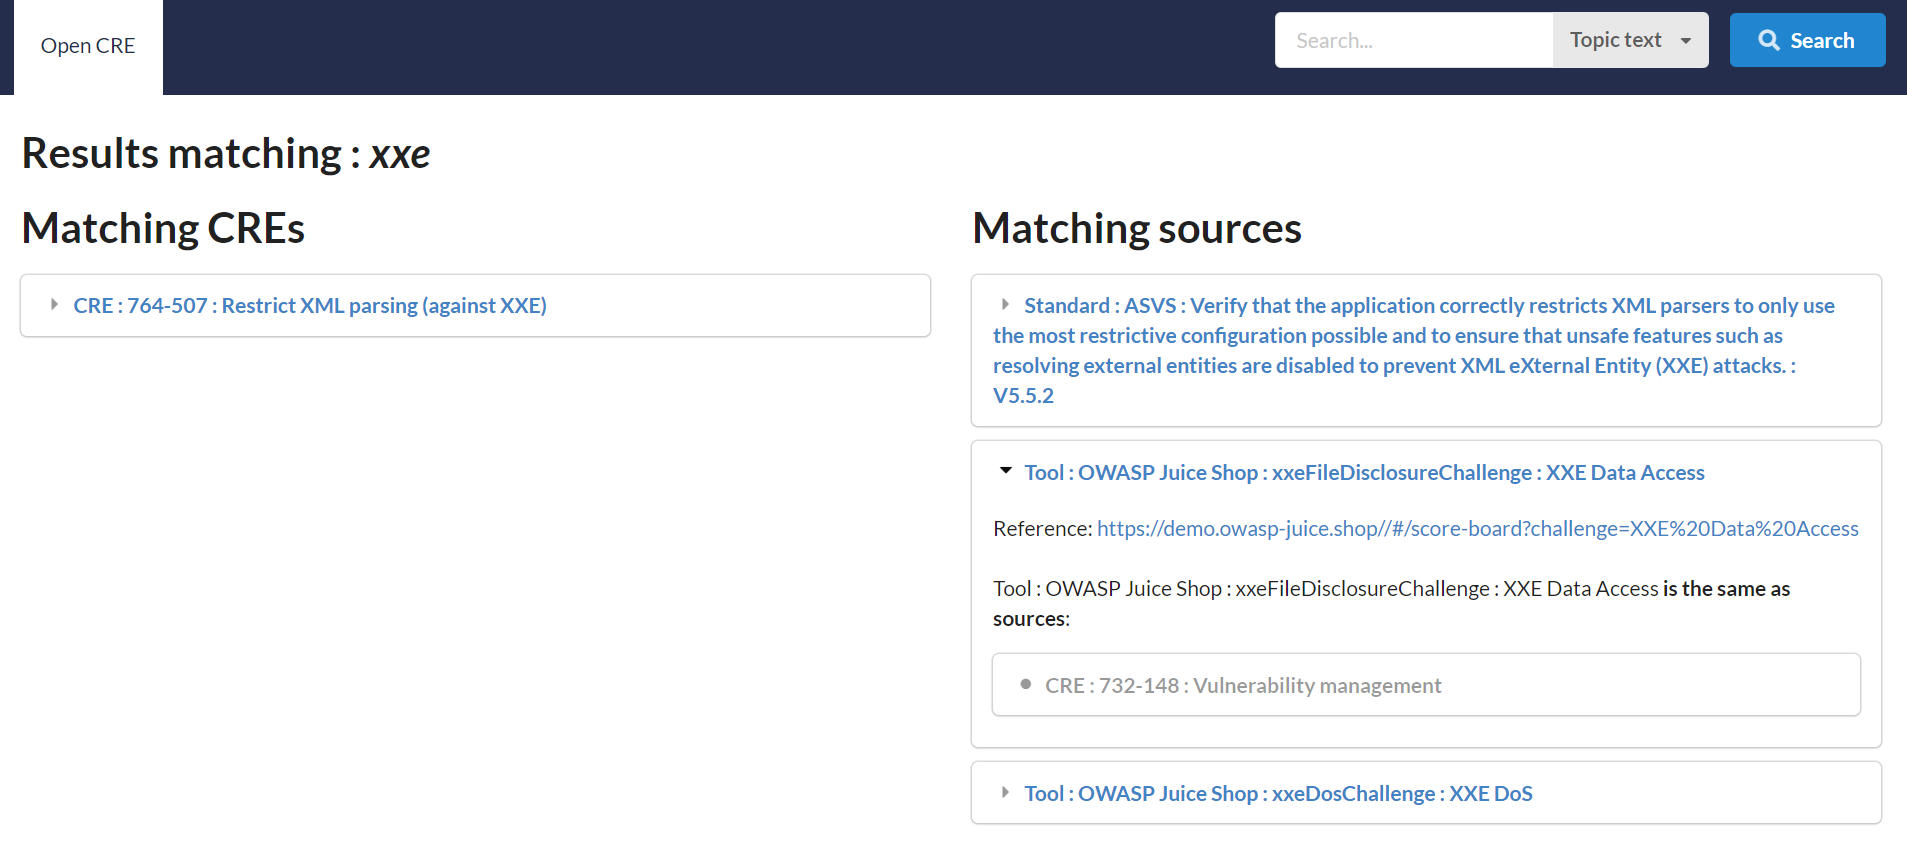 Open CRE
Search...
Topic text
Search
Results matching : xxe
Matching CREs
CRE : 764-507 : Restrict XML parsing (against XXE)
Matching sources
Standard : ASVS : Verify that the application correctly restricts XML parsers to only use
the most restrictive configuration possible and to ensure that unsafe features such as
resolving external entities are disabled to prevent XML eXternal Entity (XXE) attacks. :
V5.5.2
Tool : OWASP Juice Shop : xxeFileDisclosureChallenge : XXE Data Access
Reference: https://demo.owasp-juice.shop//#/score-board?challenge=XXE%20Data%20Access
Tool : OWASP Juice Shop : xxeFileDisclosureChallenge : XXE Data Access is the same as
sources:
CRE : 732-148 : Vulnerability management
Tool : OWASP Juice Shop : xxeDosChallenge : XXE DoS